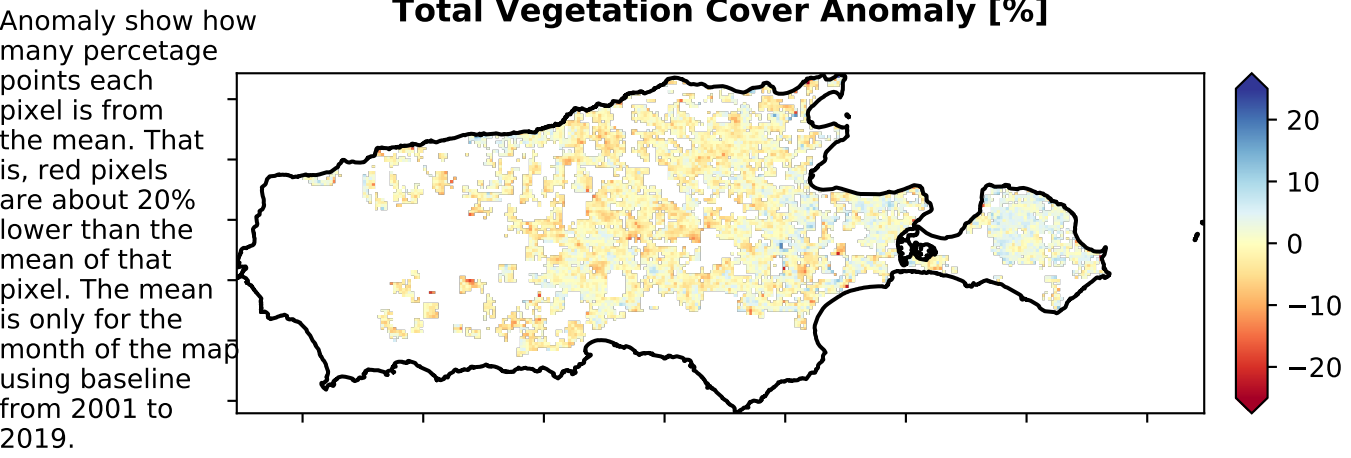 Total Vegetation Cover Anomaly [%]
Anomaly show how
many percetage
points each
pixel is from
the mean. That
is, red pixels
are about 20%
lower than the
mean of that
pixel. The mean
is only for the
month of the map
using baseline
from 2001 to
2019.
20
10
0
−10
−20